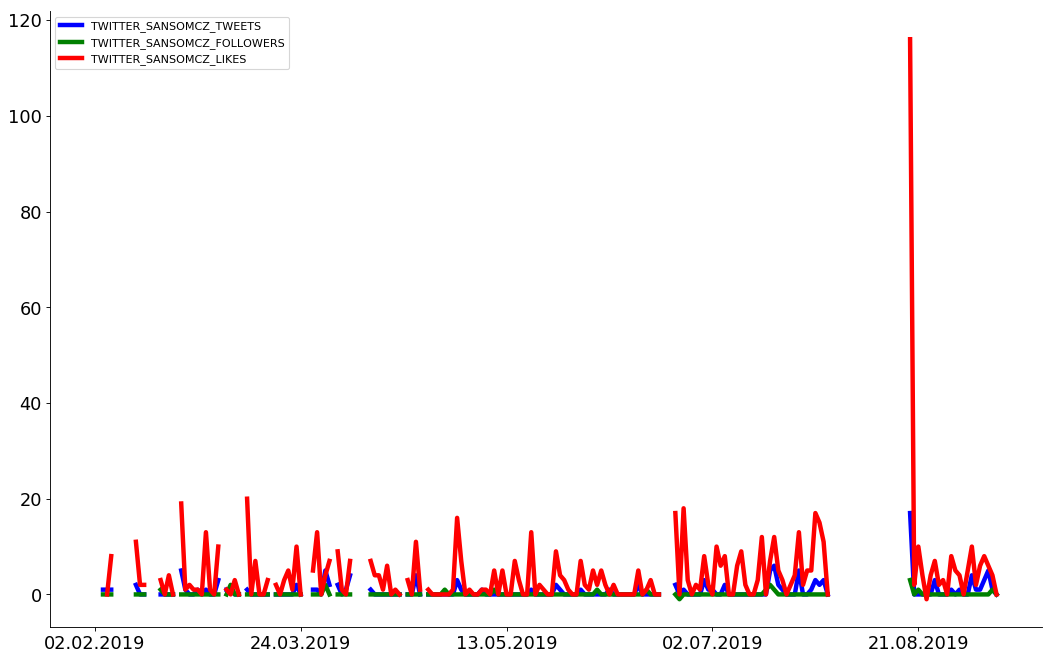 120
TWITTER_SANSOMCZ_TWEETS
TWITTER_SANSOMCZ_FOLLOWERS
TWITTER_SANSOMCZ_LIKES
100
80
60
40
20
0
02.02.2019 24.03.2019 13.05.2019 02.07.2019 21.08.2019